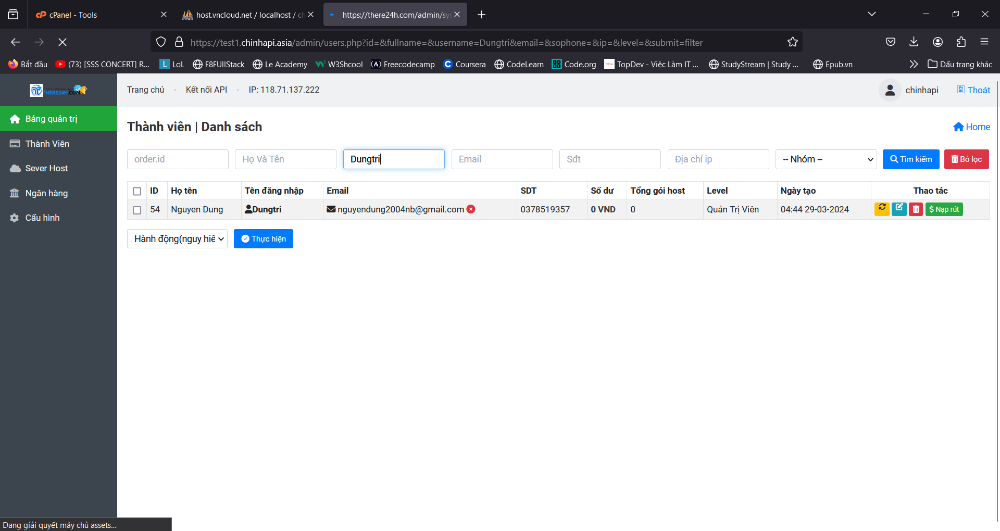 cPanel - Tools
host.vncloud.net / localhost / ch
https://there24h.com/admin/sys
https://test1.chinhapi.asia/admin/users.php?id=&fullname=&username=Dungtri&email=&sophone=&ip=&level=&submit=filter
Bắt đầu
(73) [SSS CONCERT] R...
L LoL
F8FUllStack
Le Academy
W3Shcool
Freecodecamp
Coursera
CodeLearn
Code.org
TopDev - Việc Làm IT ...
StudyStream | Study ...
Epub.vn
Dấu trang khác
THERE24H.COM
Trang chủ • Kết nối API • IP: 118.71.137.222
chinhapi
Thoát
Bảng quản trị
Thành Viên
Sever Host
Ngân hàng
Cấu hình
Thành viên | Danh sách
Home
order.id
Họ Và Tên
Dungtri
Email
Sđt
Địa chỉ ip
-- Nhóm --
Tìm kiếm
Bỏ lọc
ID Họ tên Tên đăng nhập Email SDT Số dư Tổng gói host Level Ngày tạo Thao tác
54 Nguyen Dung Dungtri nguyendung2004nb@gmail.com 0378519357 0 VND 0 Quản Trị Viên 04:44 29-03-2024 $ Nạp rút
Hành động(nguy hiể
Thực hiện
Đang giải quyết máy chủ assets...